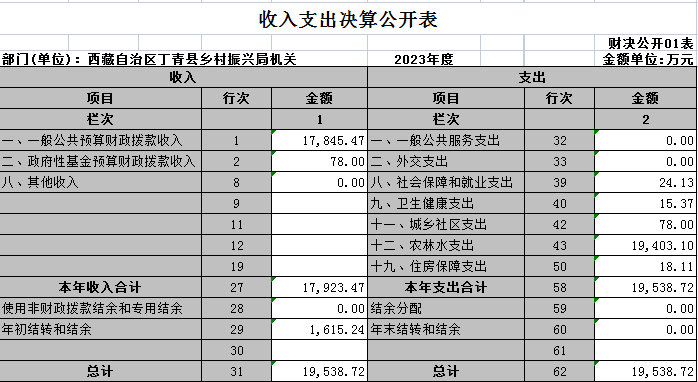 收入支出决算公开表
财决公开01表
部门(单位)：西藏自治区丁青县乡村振兴局机关 2023年度 金额单位:万元
收入 支出
项目 行次 金额 项目 行次 金额
栏次 1 栏次 2
一、一般公共预算财政拨款收入 1 17,845.47 一、一般公共服务支出 32 0.00
二、政府性基金预算财政拨款收入 2 78.00 二、外交支出 33 0.00
八、其他收入 8 0.00 八、社会保障和就业支出 39 24.13
9 九、卫生健康支出 40 15.37
11 十一、城乡社区支出 42 78.00
12 十二、农林水支出 43 19,403.10
19 十九、住房保障支出 50 18.11
本年收入合计 27 17,923.47 本年支出合计 58 19,538.72
使用非财政拨款结余和专用结余 28 0.00 结余分配 59 0.00
年初结转和结余 29 1,615.24 年末结转和结余 60 0.00
30 61
总计 31 19,538.72 总计 62 19,538.72